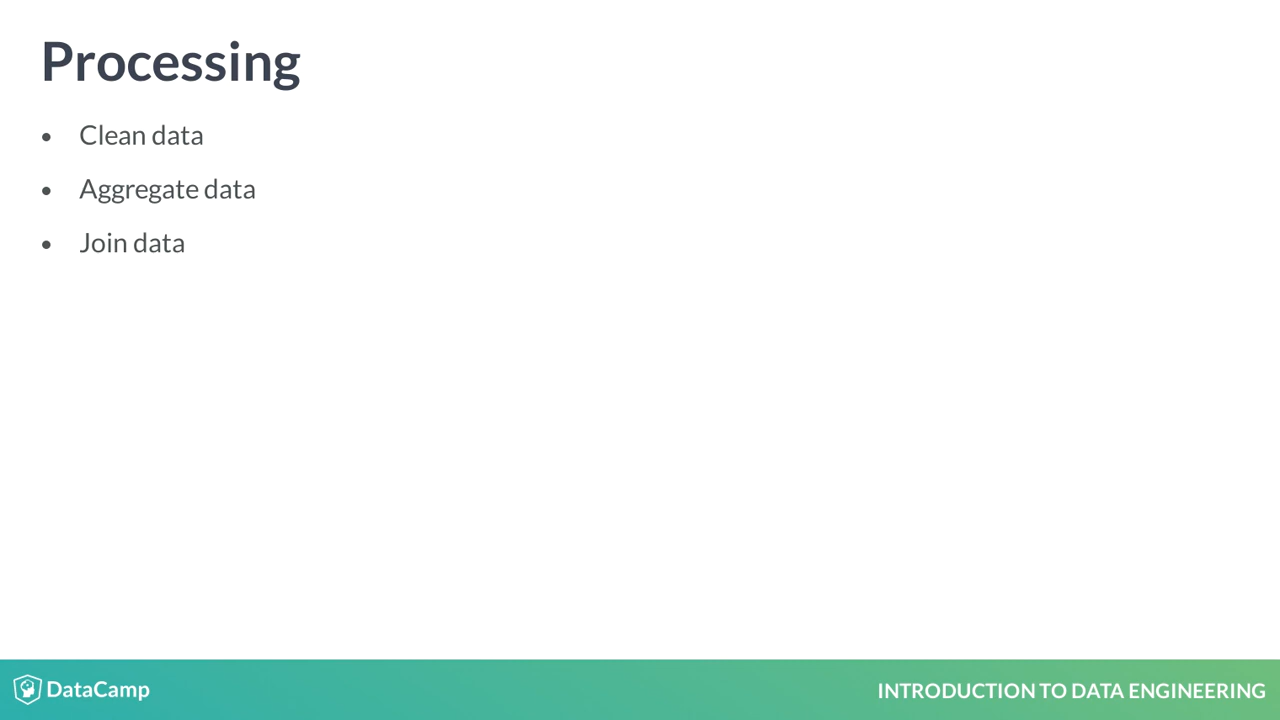 Processing
• Clean data
• Aggregate data
• Join data
DataCamp
INTRODUCTION TO DATA ENGINEERING